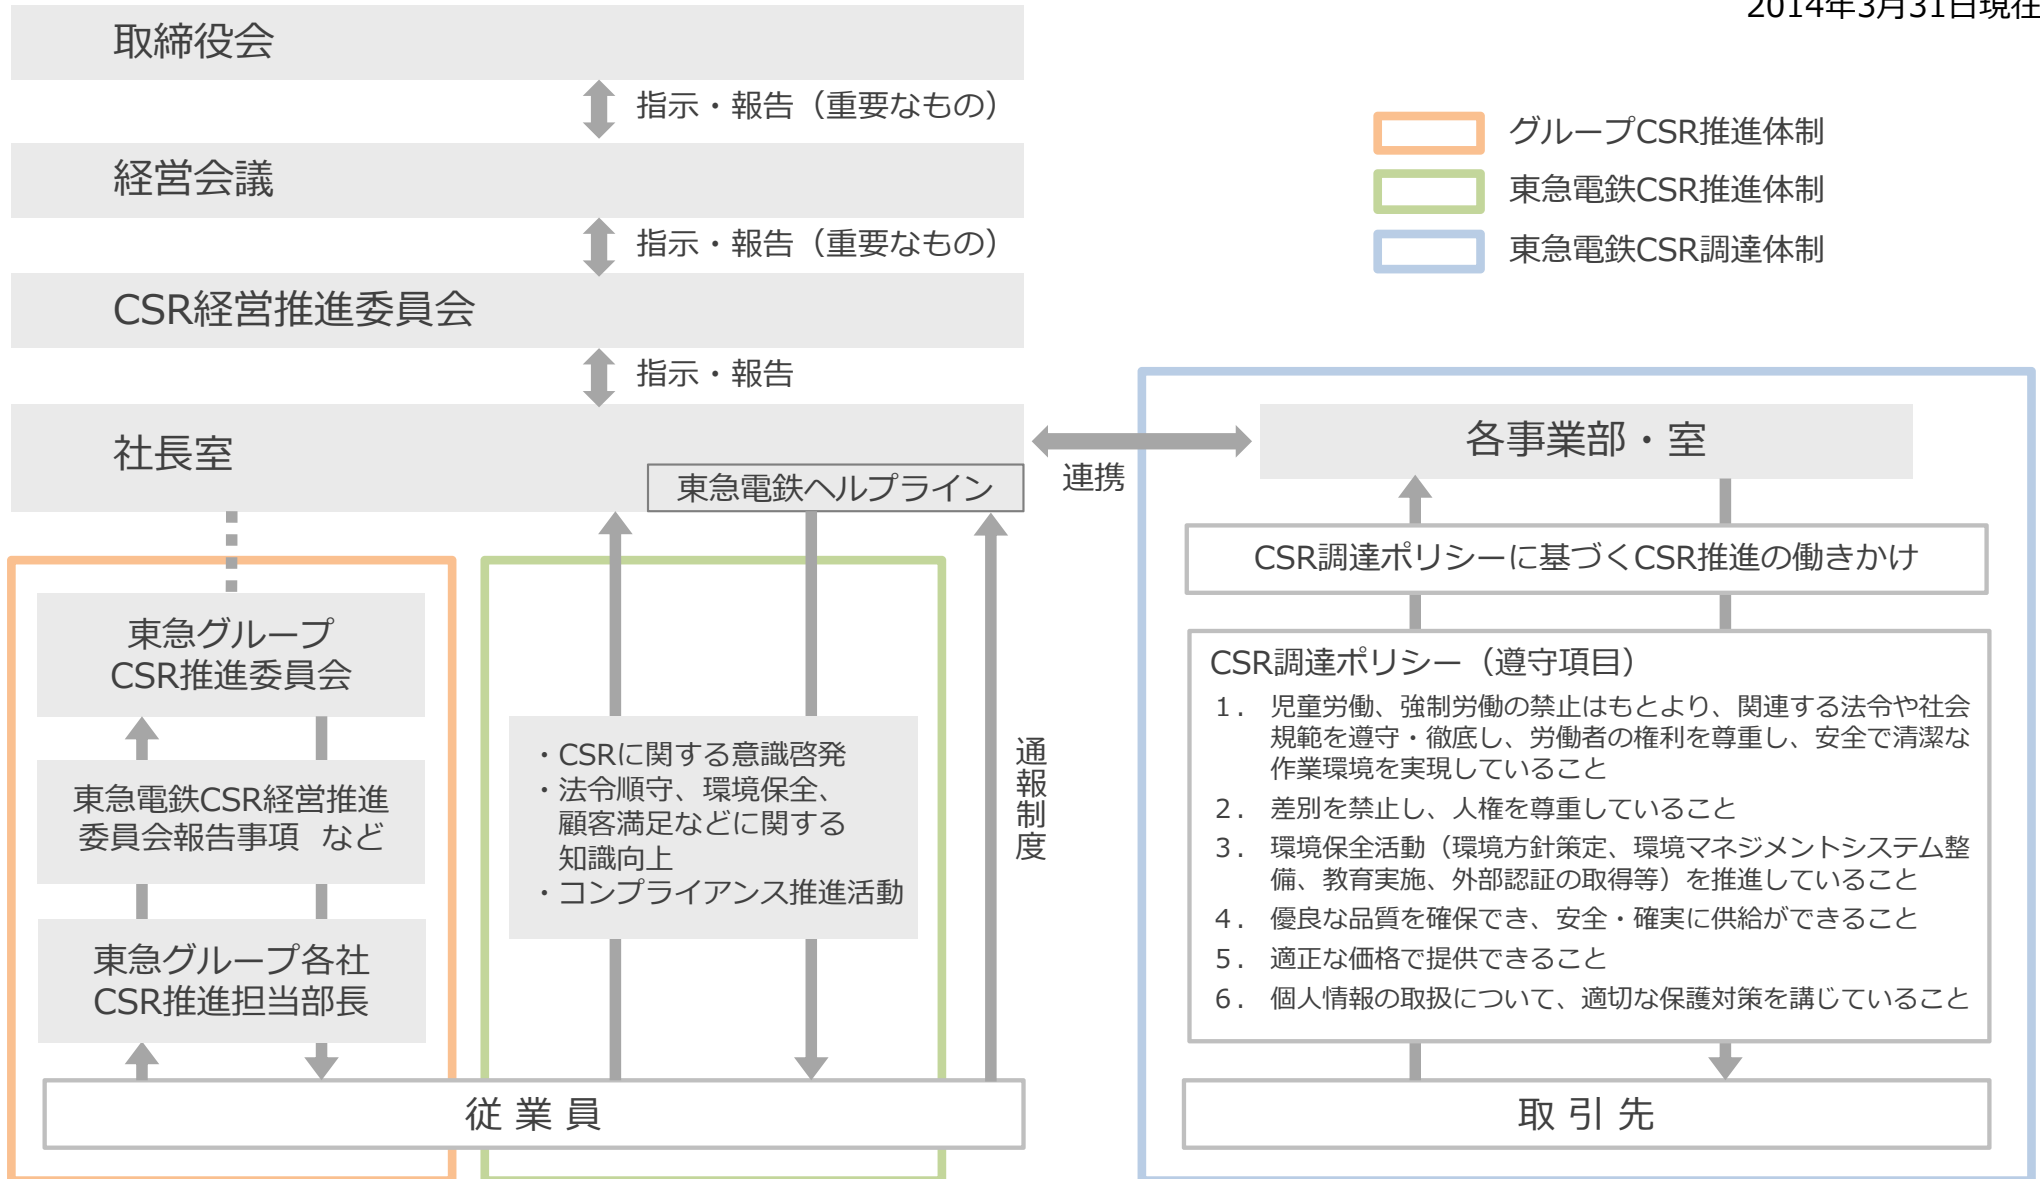 2014年3月31日現在
取締役会
指示・報告（重要なもの）
経営会議
指示・報告（重要なもの）
CSR経営推進委員会
指示・報告
社長室
東急電鉄ヘルプライン
連携
グループCSR推進体制
東急電鉄CSR推進体制
東急電鉄CSR調達体制
東急グループ
CSR推進委員会
東急電鉄CSR経営推進
委員会報告事項 など
東急グループ各社
CSR推進担当部長
・CSRに関する意識啓発
・法令順守、環境保全、
顧客満足などに関する
知識向上
・コンプライアンス推進活動
通報制度
従業員
各事業部・室
CSR調達ポリシーに基づくCSR推進の働きかけ
CSR調達ポリシー（遵守項目）
1. 児童労働、強制労働の禁止はもとより、関連する法令や社会
規範を遵守・徹底し、労働者の権利を尊重し、安全で清潔な
作業環境を実現していること
2. 差別を禁止し、人権を尊重していること
3. 環境保全活動（環境方針策定、環境マネジメントシステム整
備、教育実施、外部認証の取得等）を推進していること
4. 優良な品質を確保でき、安全・確実に供給ができること
5. 適正な価格で提供できること
6. 個人情報の取扱について、適切な保護対策を講じていること
取引先